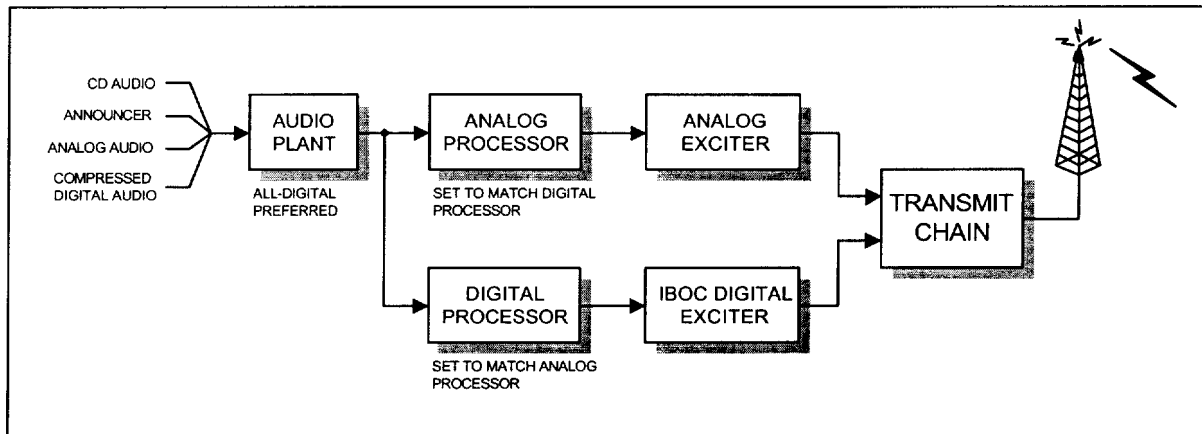 CD AUDIO
ANNOUNCER
ANALOG AUDIO
COMPRESSED
DIGITAL AUDIO
AUDIO
PLANT
ALL-DIGITAL
PREFERRED
ANALOG
PROCESSOR
SET TO MATCH DIGITAL
PROCESSOR
ANALOG
EXCITER
DIGITAL
PROCESSOR
SET TO MATCH ANALOG
PROCESSOR
IBOC DIGITAL
EXCITER
TRANSMIT
CHAIN